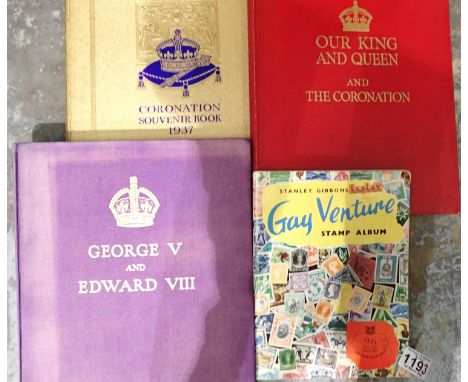 CORONATION
SOUVENIR BOOK
1937
OUR KING
AND QUEEN
AND
THE CORONATION
GEORGE V
AND
EDWARD VIII
STANLEY GIBBONS
Gay Venture
STAMP ALBUM
96
1193